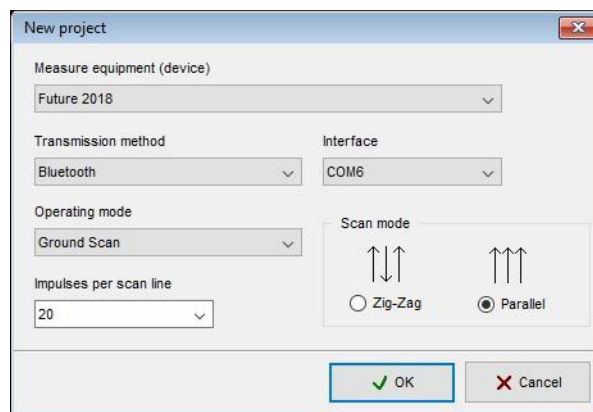 New project
Measure equipment (device)
Future 2018
Transmission method
Interface
Bluetooth
COM6
Operating mode
Ground Scan
Scan mode
Zig-Zag
Parallel
Impulses per scan line
20
OK
Cancel